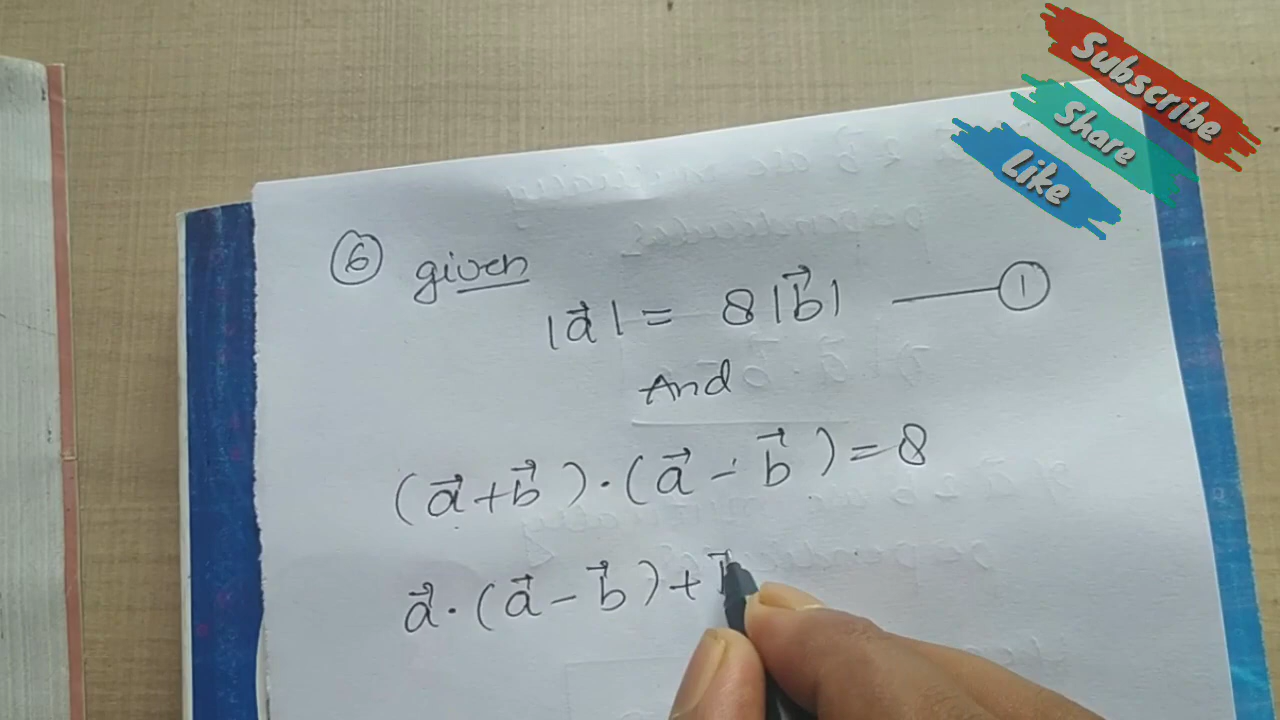 Subscribe
Share
Like
⑥ given
|a⃗| = 8|b⃗| —— ①
And
(a⃗ + b⃗) · (a⃗ - b⃗) = 8
a⃗ · (a⃗ - b⃗) +